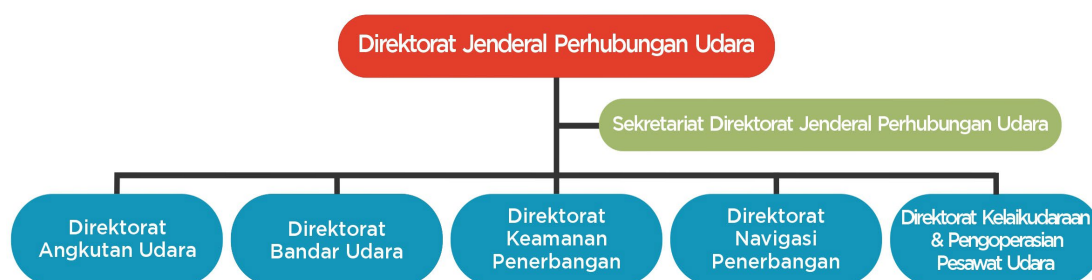 Direktorat Jenderal Perhubungan Udara
Sekretariat Direktorat Jenderal Perhubungan Udara
Direktorat
Angkutan Udara
Direktorat
Bandar Udara
Direktorat
Keamanan
Penerbangan
Direktorat
Navigasi
Penerbangan
Direktorat Kelaikudaraan
& Pengoperasian
Pesawat Udara